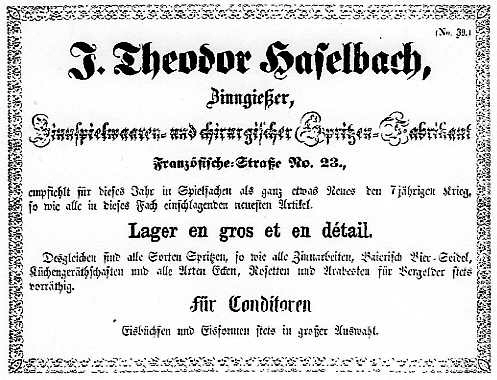 (No. 39.)
J. Theodor Haselbach,
Zinngießer,
Zinnspielwaaren- und chirurgischer Spritzen-Fabrikant
Französische-Straße No. 23.,
empfiehlt für dieses Jahr in Spielsachen als ganz etwas Neues den 7jährigen Krieg,
so wie alle in dieses Fach einschlagenden neuesten Artikel.
Lager en gros et en détail.
Desgleichen sind alle Sorten Spritzen, so wie alle Zinnarbeiten, Baierisch Bier-Seidel,
Küchengeräthschaften und alle Arten Ecken, Rosetten und Arabesken für Vergolder stets
vorräthig.
Für Conditoren
Eisbüchsen und Eisformen stets in großer Auswahl.